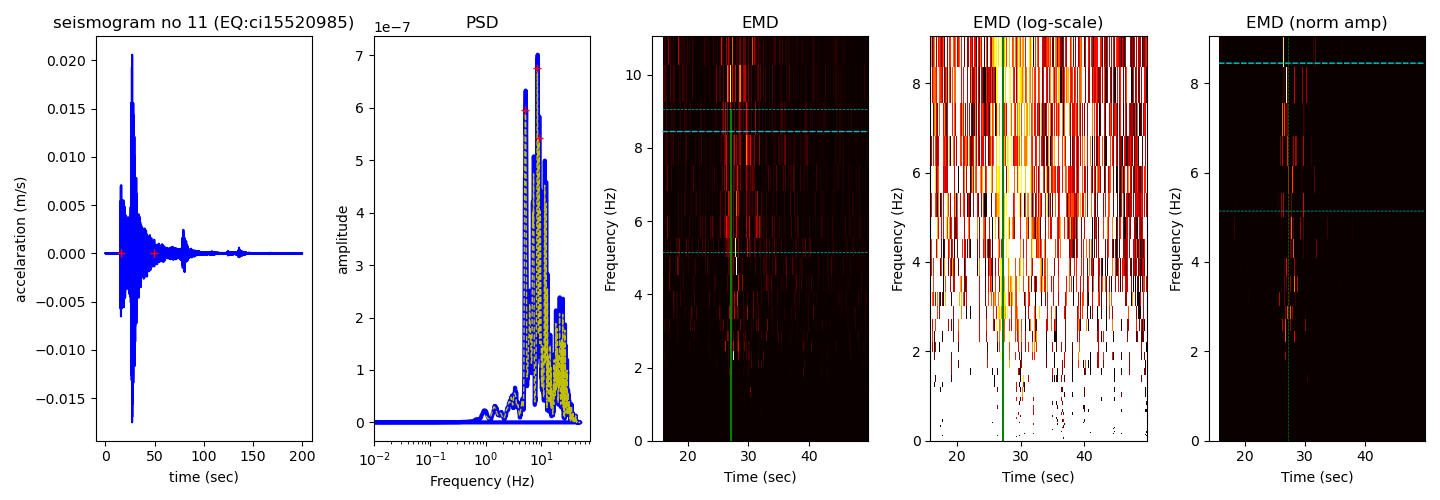 seismogram no 11 (EQ:ci15520985)
accelaration (m/s)
0.020
0.015
0.010
0.005
0.000
−0.005
−0.010
−0.015
0 50 100 150 200
time (sec)
PSD
1e−7
amplitude
7
6
5
4
3
2
1
0
10⁻² 10⁻¹ 10⁰ 10¹
Frequency (Hz)
EMD
Frequency (Hz)
10
8
6
4
2
0
20 30 40
Time (sec)
EMD (log-scale)
Frequency (Hz)
8
6
4
2
0
20 30 40
Time (sec)
EMD (norm amp)
Frequency (Hz)
8
6
4
2
0
20 30 40
Time (sec)